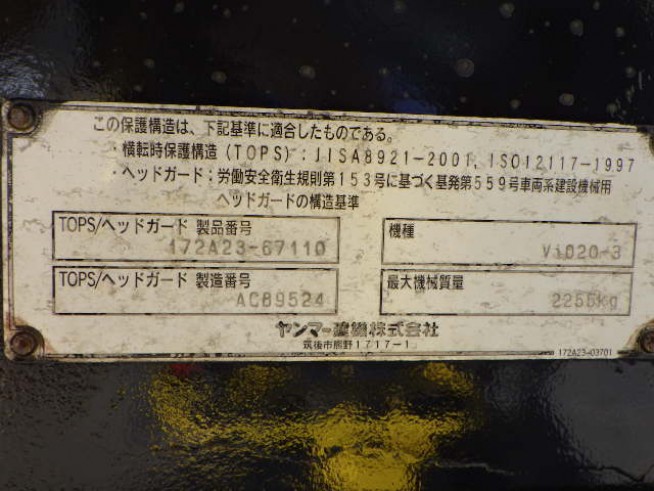 この保護構造は、下記基準に適合したものである。
・横転時保護構造(TOPS):JISA8921-2001, ISO12117-1997
・ヘッドガード:労働安全衛生規則第153号に基づく基発第559号車両系建設機械用
ヘッドガードの構造基準
TOPS/ヘッドガード 製品番号
172A23-67110
機種
ViO20-3
TOPS/ヘッドガード 製造番号
ACB9524
最大機械質量
2255kg
ヤンマー建機株式会社
筑後市熊野1717-1
172A23-03701